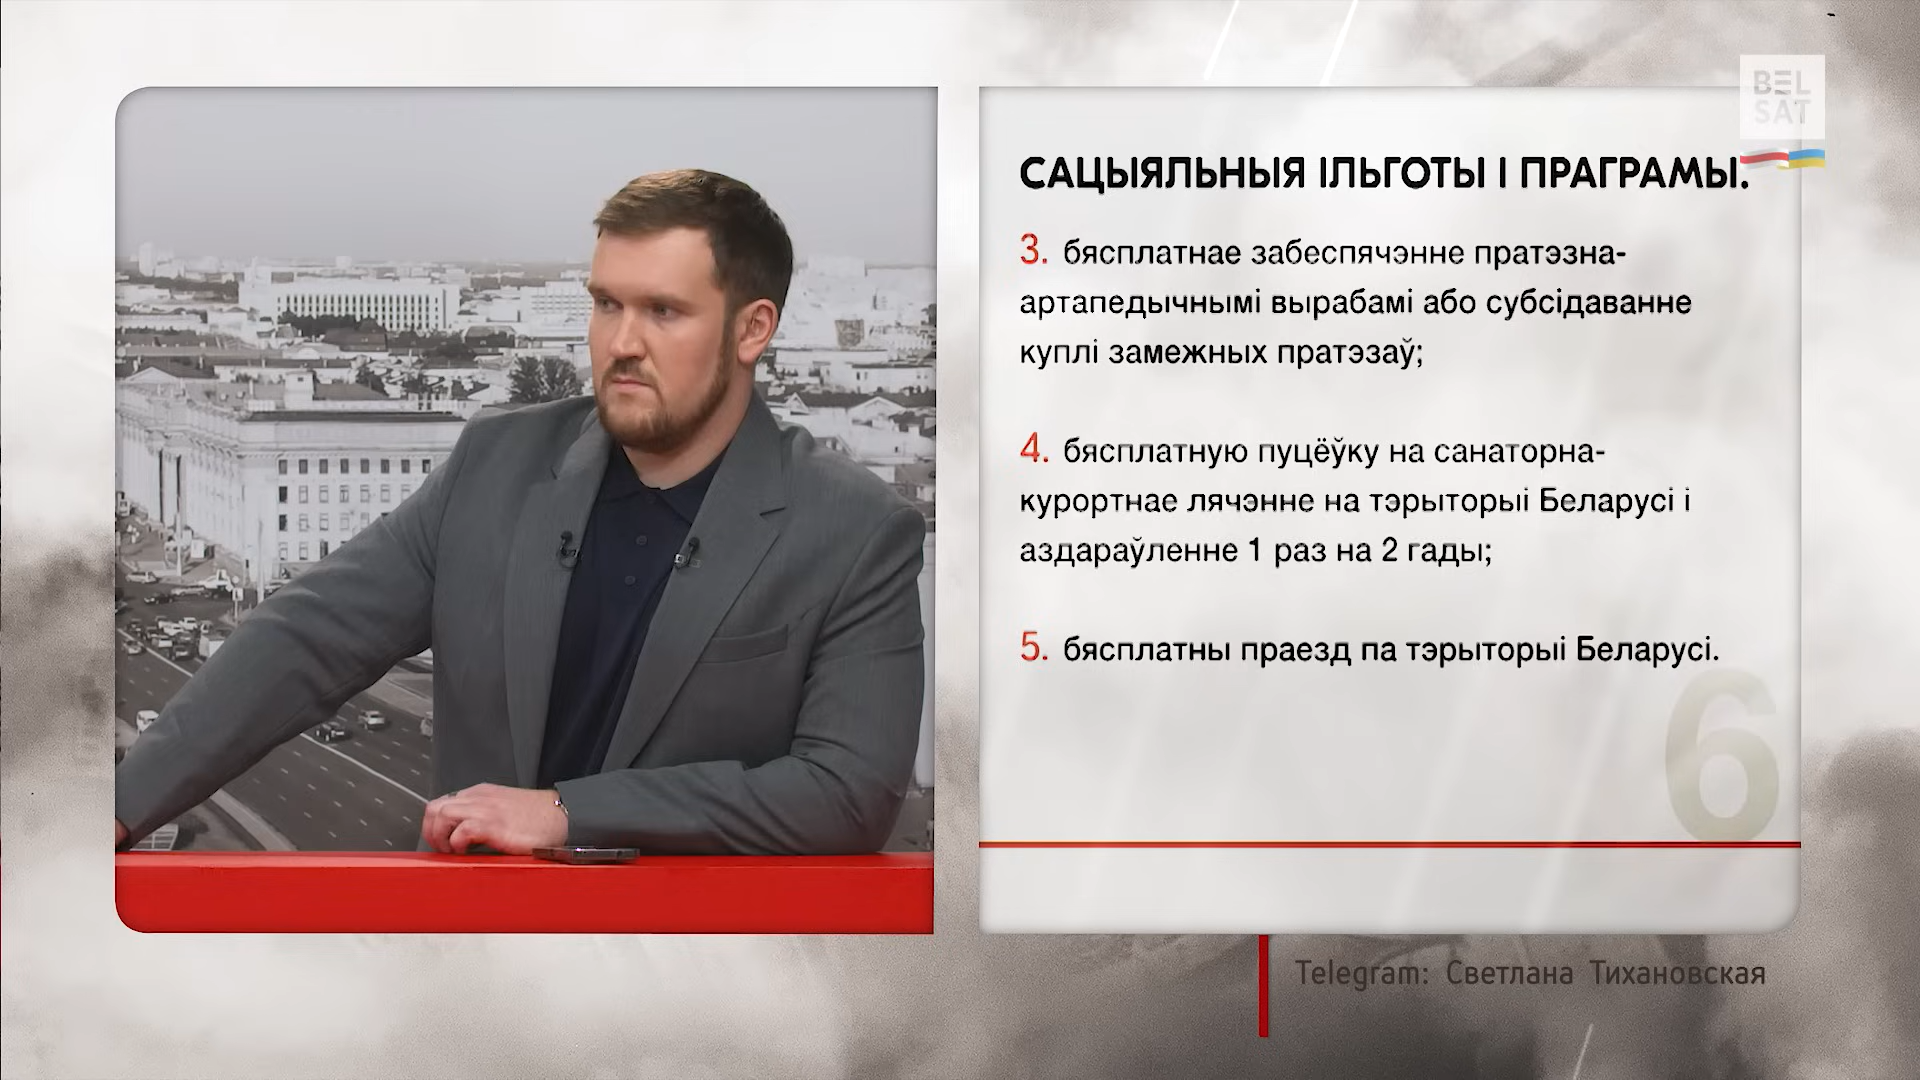 BEL
SAT
САЦЫЯЛЬНЫЯ ІЛЬГОТЫ І ПРАГРАМЫ.
3. бясплатнае забеспячэнне пратэзна-
артапедычнымі вырабамі або субсідаванне
куплі замежных пратэзаў;
4. бясплатную пуцёўку на санаторна-
курортнае лячэнне на тэрыторыі Беларусі і
аздараўленне 1 раз на 2 гады;
5. бясплатны праезд па тэрыторыі Беларусі.
6
Telegram: Светлана Тихановская